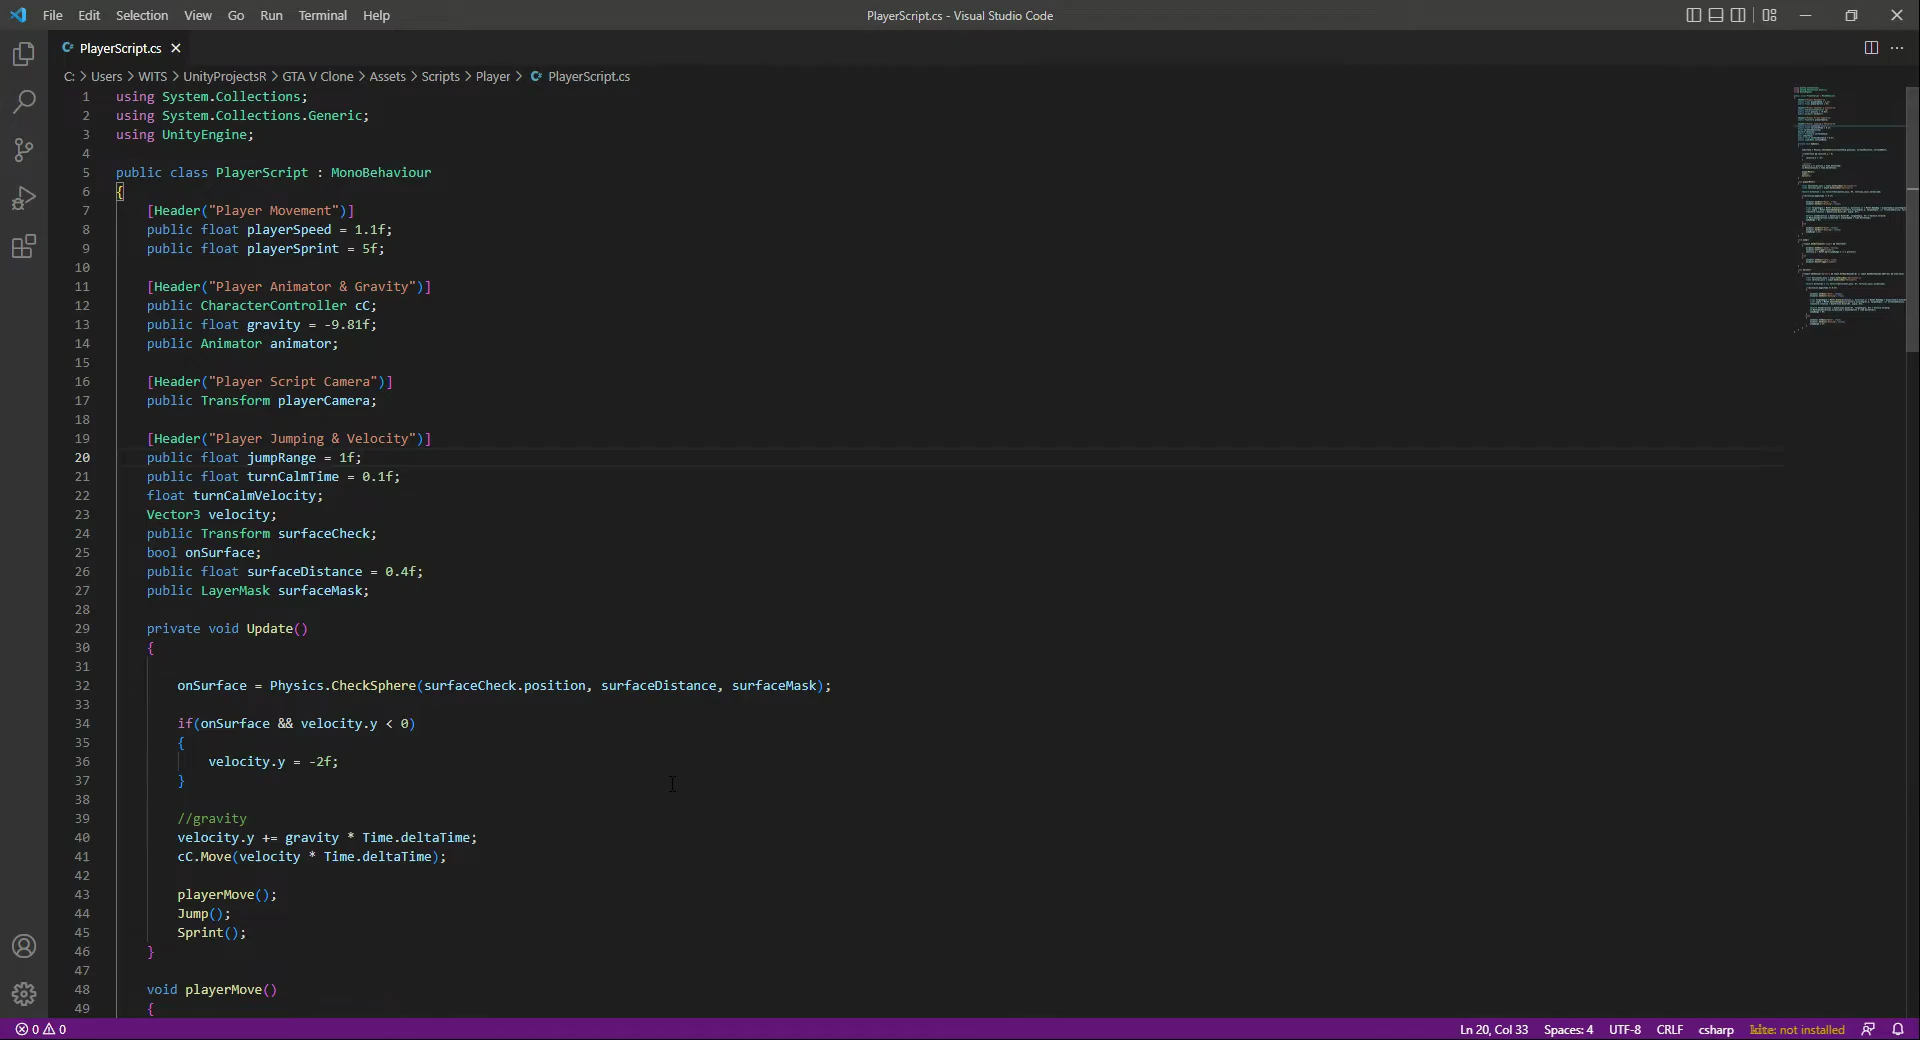 File Edit Selection View Go Run Terminal Help
PlayerScript.cs - Visual Studio Code
PlayerScript.cs
C: > Users > WITS > UnityProjectsR > GTA V Clone > Assets > Scripts > Player > PlayerScript.cs
1 using System.Collections;
2 using System.Collections.Generic;
3 using UnityEngine;
4
5 public class PlayerScript : MonoBehaviour
6 {
7 [Header("Player Movement")]
8 public float playerSpeed = 1.1f;
9 public float playerSprint = 5f;
10
11 [Header("Player Animator & Gravity")]
12 public CharacterController cC;
13 public float gravity = -9.81f;
14 public Animator animator;
15
16 [Header("Player Script Camera")]
17 public Transform playerCamera;
18
19 [Header("Player Jumping & Velocity")]
20 public float jumpRange = 1f;
21 public float turnCalmTime = 0.1f;
22 float turnCalmVelocity;
23 Vector3 velocity;
24 public Transform surfaceCheck;
25 bool onSurface;
26 public float surfaceDistance = 0.4f;
27 public LayerMask surfaceMask;
28
29 private void Update()
30 {
31
32 onSurface = Physics.CheckSphere(surfaceCheck.position, surfaceDistance, surfaceMask);
33
34 if(onSurface && velocity.y < 0)
35 {
36 velocity.y = -2f;
37 }
38
39 //gravity
40 velocity.y += gravity * Time.deltaTime;
41 cC.Move(velocity * Time.deltaTime);
42
43 playerMove();
44 Jump();
45 Sprint();
46 }
47
48 void playerMove()
49 {
0 0 Ln 20, Col 33 Spaces: 4 UTF-8 CRLF csharp kite: not installed